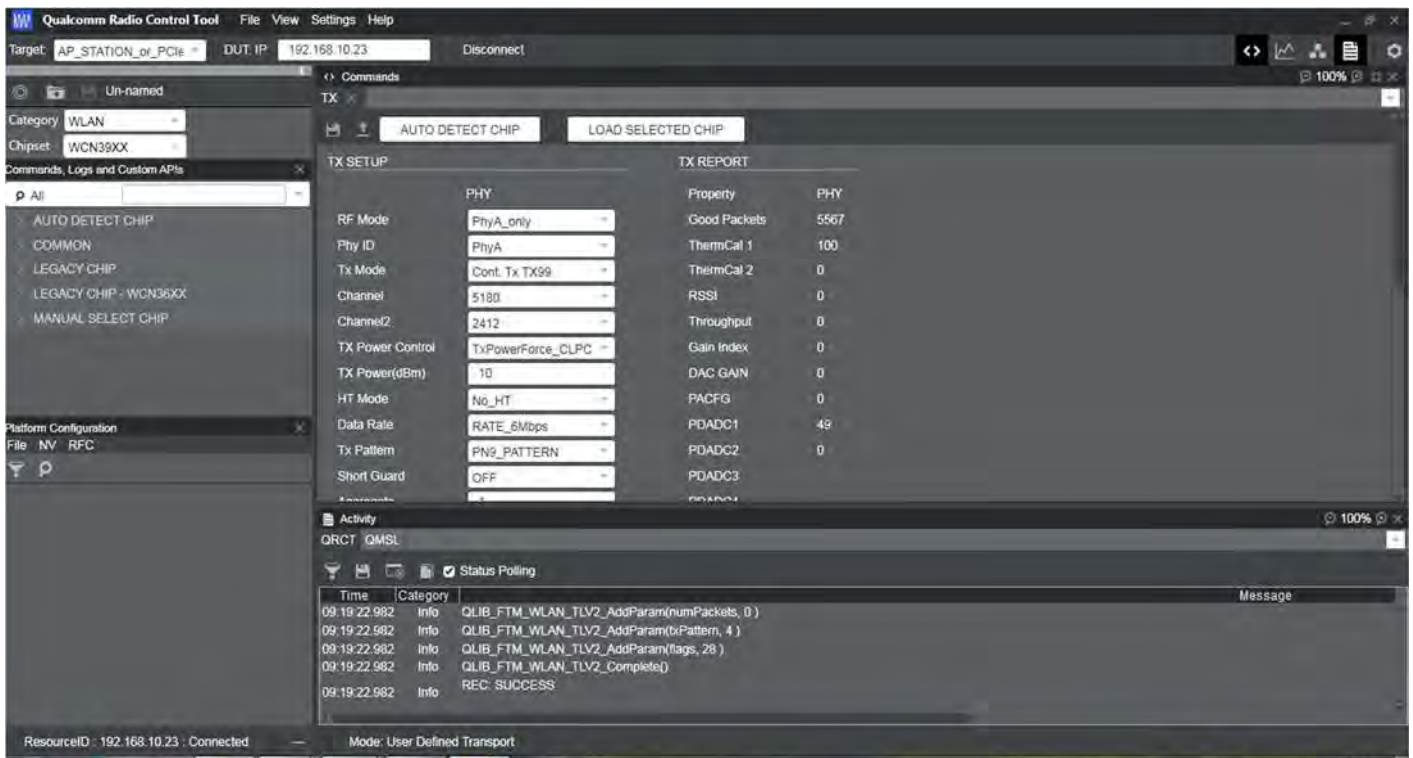 Qualcomm Radio Control Tool File View Settings Help
Target: AP_STATION_or_PCIe DUT: IP 192.168.10.23 Disconnect
Un-named
Category WLAN
Chipset WCN39XX
Commands, Logs and Custom APIs
All
AUTO DETECT CHIP
COMMON
LEGACY CHIP
LEGACY CHIP - WCN36XX
MANUAL SELECT CHIP
Platform Configuration
File NV RFC
Commands 100%
TX
AUTO DETECT CHIP LOAD SELECTED CHIP
TX SETUP TX REPORT
PHY Property PHY
RF Mode PhyA_only Good Packets 5567
Phy ID PhyA ThermCal 1 100
Tx Mode Cont. Tx TX99 ThermCal 2 0
Channel 5180 RSSI 0
Channel2 2412 Throughput 0
TX Power Control TxPowerForce_CLPC Gain Index 0
TX Power(dBm) 10 DAC GAIN 0
HT Mode No_HT PACFG 0
Data Rate RATE_6Mbps PDADC1 49
Tx Pattern PN9_PATTERN PDADC2 0
Short Guard OFF PDADC3
Activity 100%
QRCT QMSL
Status Polling
Time Category Message
09:19:22.982 Info QLIB_FTM_WLAN_TLV2_AddParam(numPackets, 0 )
09:19:22.982 Info QLIB_FTM_WLAN_TLV2_AddParam(txPattern, 4 )
09:19:22.982 Info QLIB_FTM_WLAN_TLV2_AddParam(flags, 28 )
09:19:22.982 Info QLIB_FTM_WLAN_TLV2_Complete()
09:19:22.982 Info REC: SUCCESS
ResourceID : 192.168.10.23 : Connected Mode: User Defined Transport